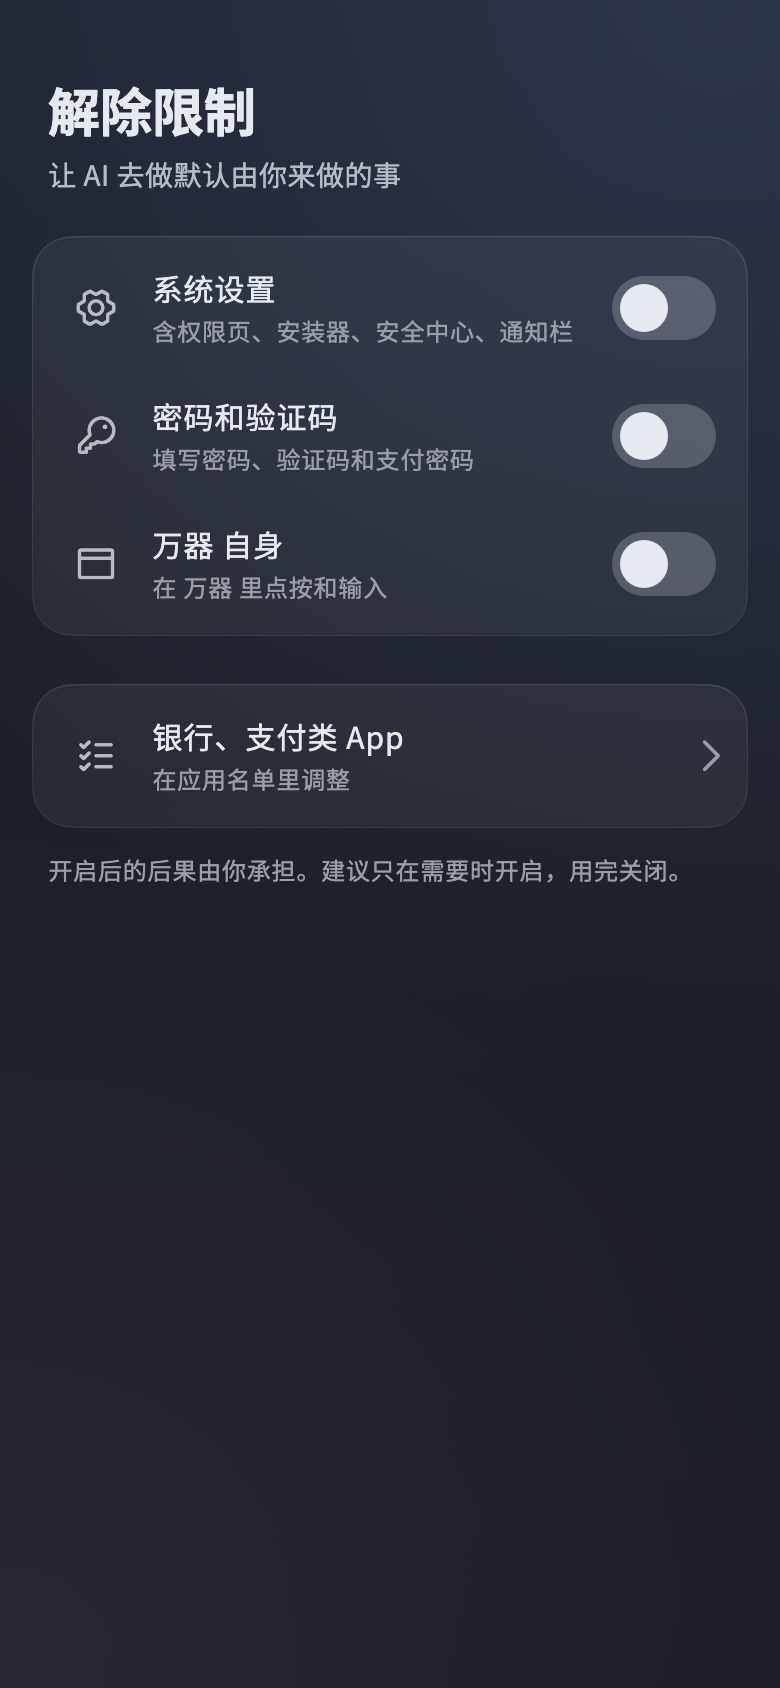 解除限制
让 AI 去做默认由你来做的事
系统设置
含权限页、安装器、安全中心、通知栏
密码和验证码
填写密码、验证码和支付密码
万器 自身
在 万器 里点按和输入
银行、支付类 App
在应用名单里调整
开启后的后果由你承担。建议只在需要时开启，用完关闭。